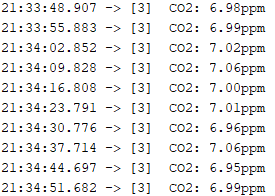 21:33:48.907 -> [3]  CO2: 6.98ppm
21:33:55.883 -> [3]  CO2: 6.99ppm
21:34:02.852 -> [3]  CO2: 7.02ppm
21:34:09.828 -> [3]  CO2: 7.06ppm
21:34:16.808 -> [3]  CO2: 7.00ppm
21:34:23.791 -> [3]  CO2: 7.01ppm
21:34:30.776 -> [3]  CO2: 6.96ppm
21:34:37.714 -> [3]  CO2: 7.06ppm
21:34:44.697 -> [3]  CO2: 6.95ppm
21:34:51.682 -> [3]  CO2: 6.99ppm